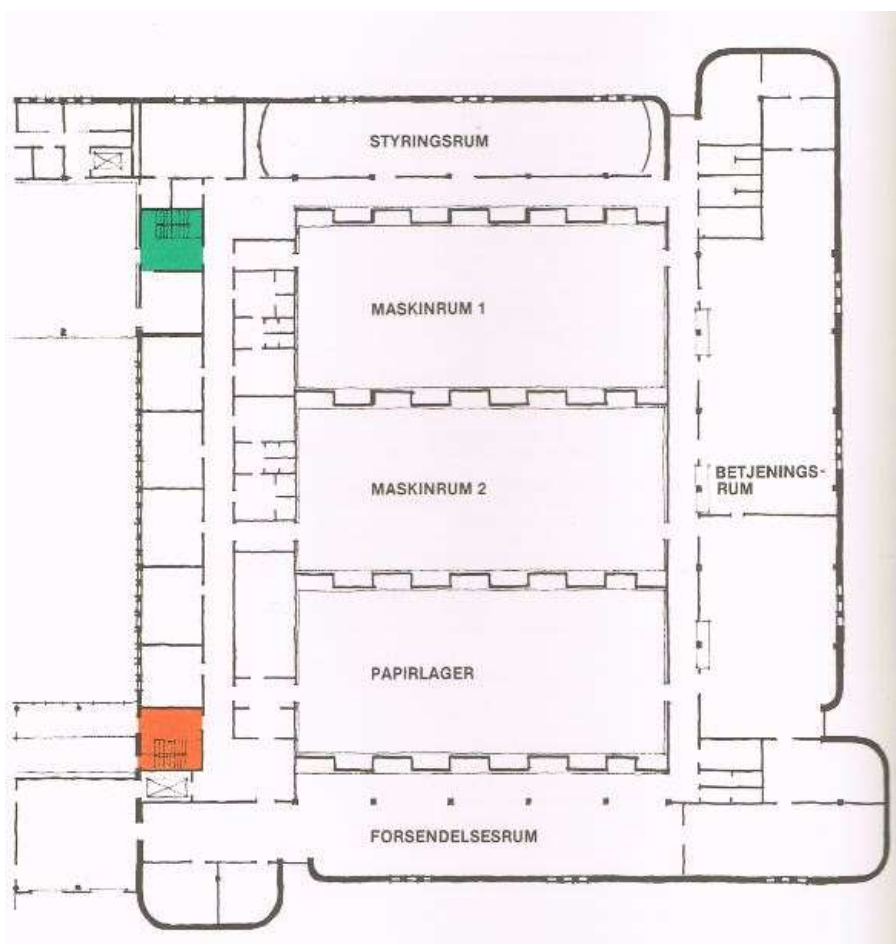 STYRINGSRUM
MASKINRUM 1
MASKINRUM 2
BETJENINGS-
RUM
PAPIRLAGER
FORSENDELSESRUM